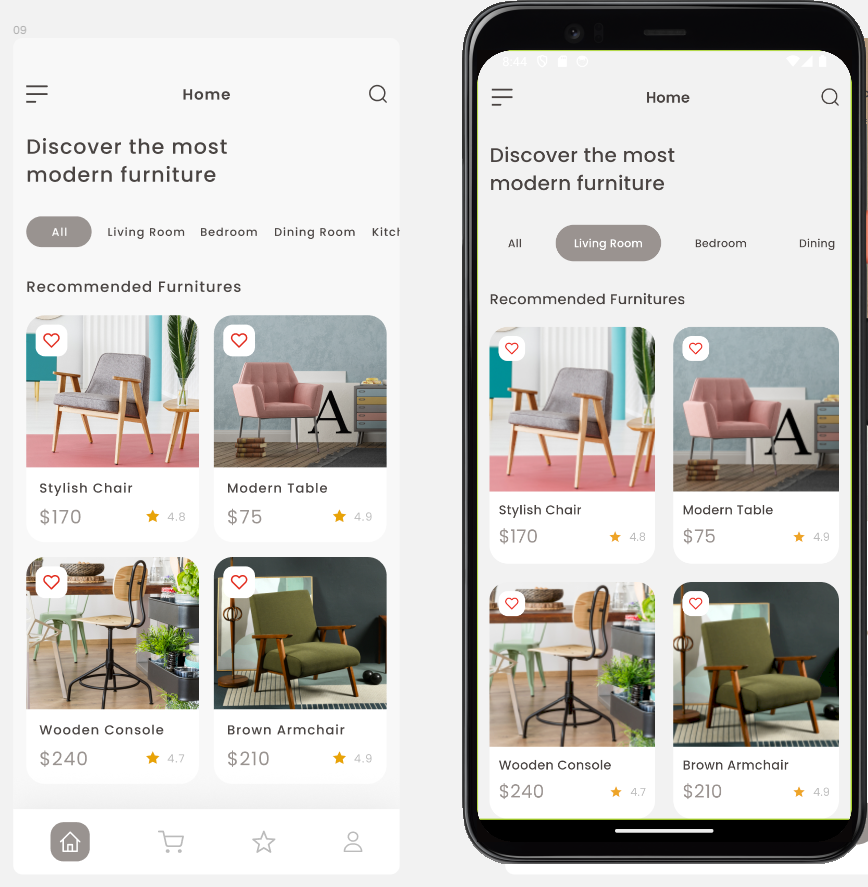 09
Home
Discover the most
modern furniture
All
Living Room
Bedroom
Dining Room
Kitch
Recommended Furnitures
A
Stylish Chair
$170
4.8
Modern Table
$75
4.9
Wooden Console
$240
4.7
Brown Armchair
$210
4.9
8:44
Home
Discover the most
modern furniture
All
Living Room
Bedroom
Dining
Recommended Furnitures
A
Stylish Chair
$170
4.8
Modern Table
$75
4.9
Wooden Console
$240
4.7
Brown Armchair
$210
4.9